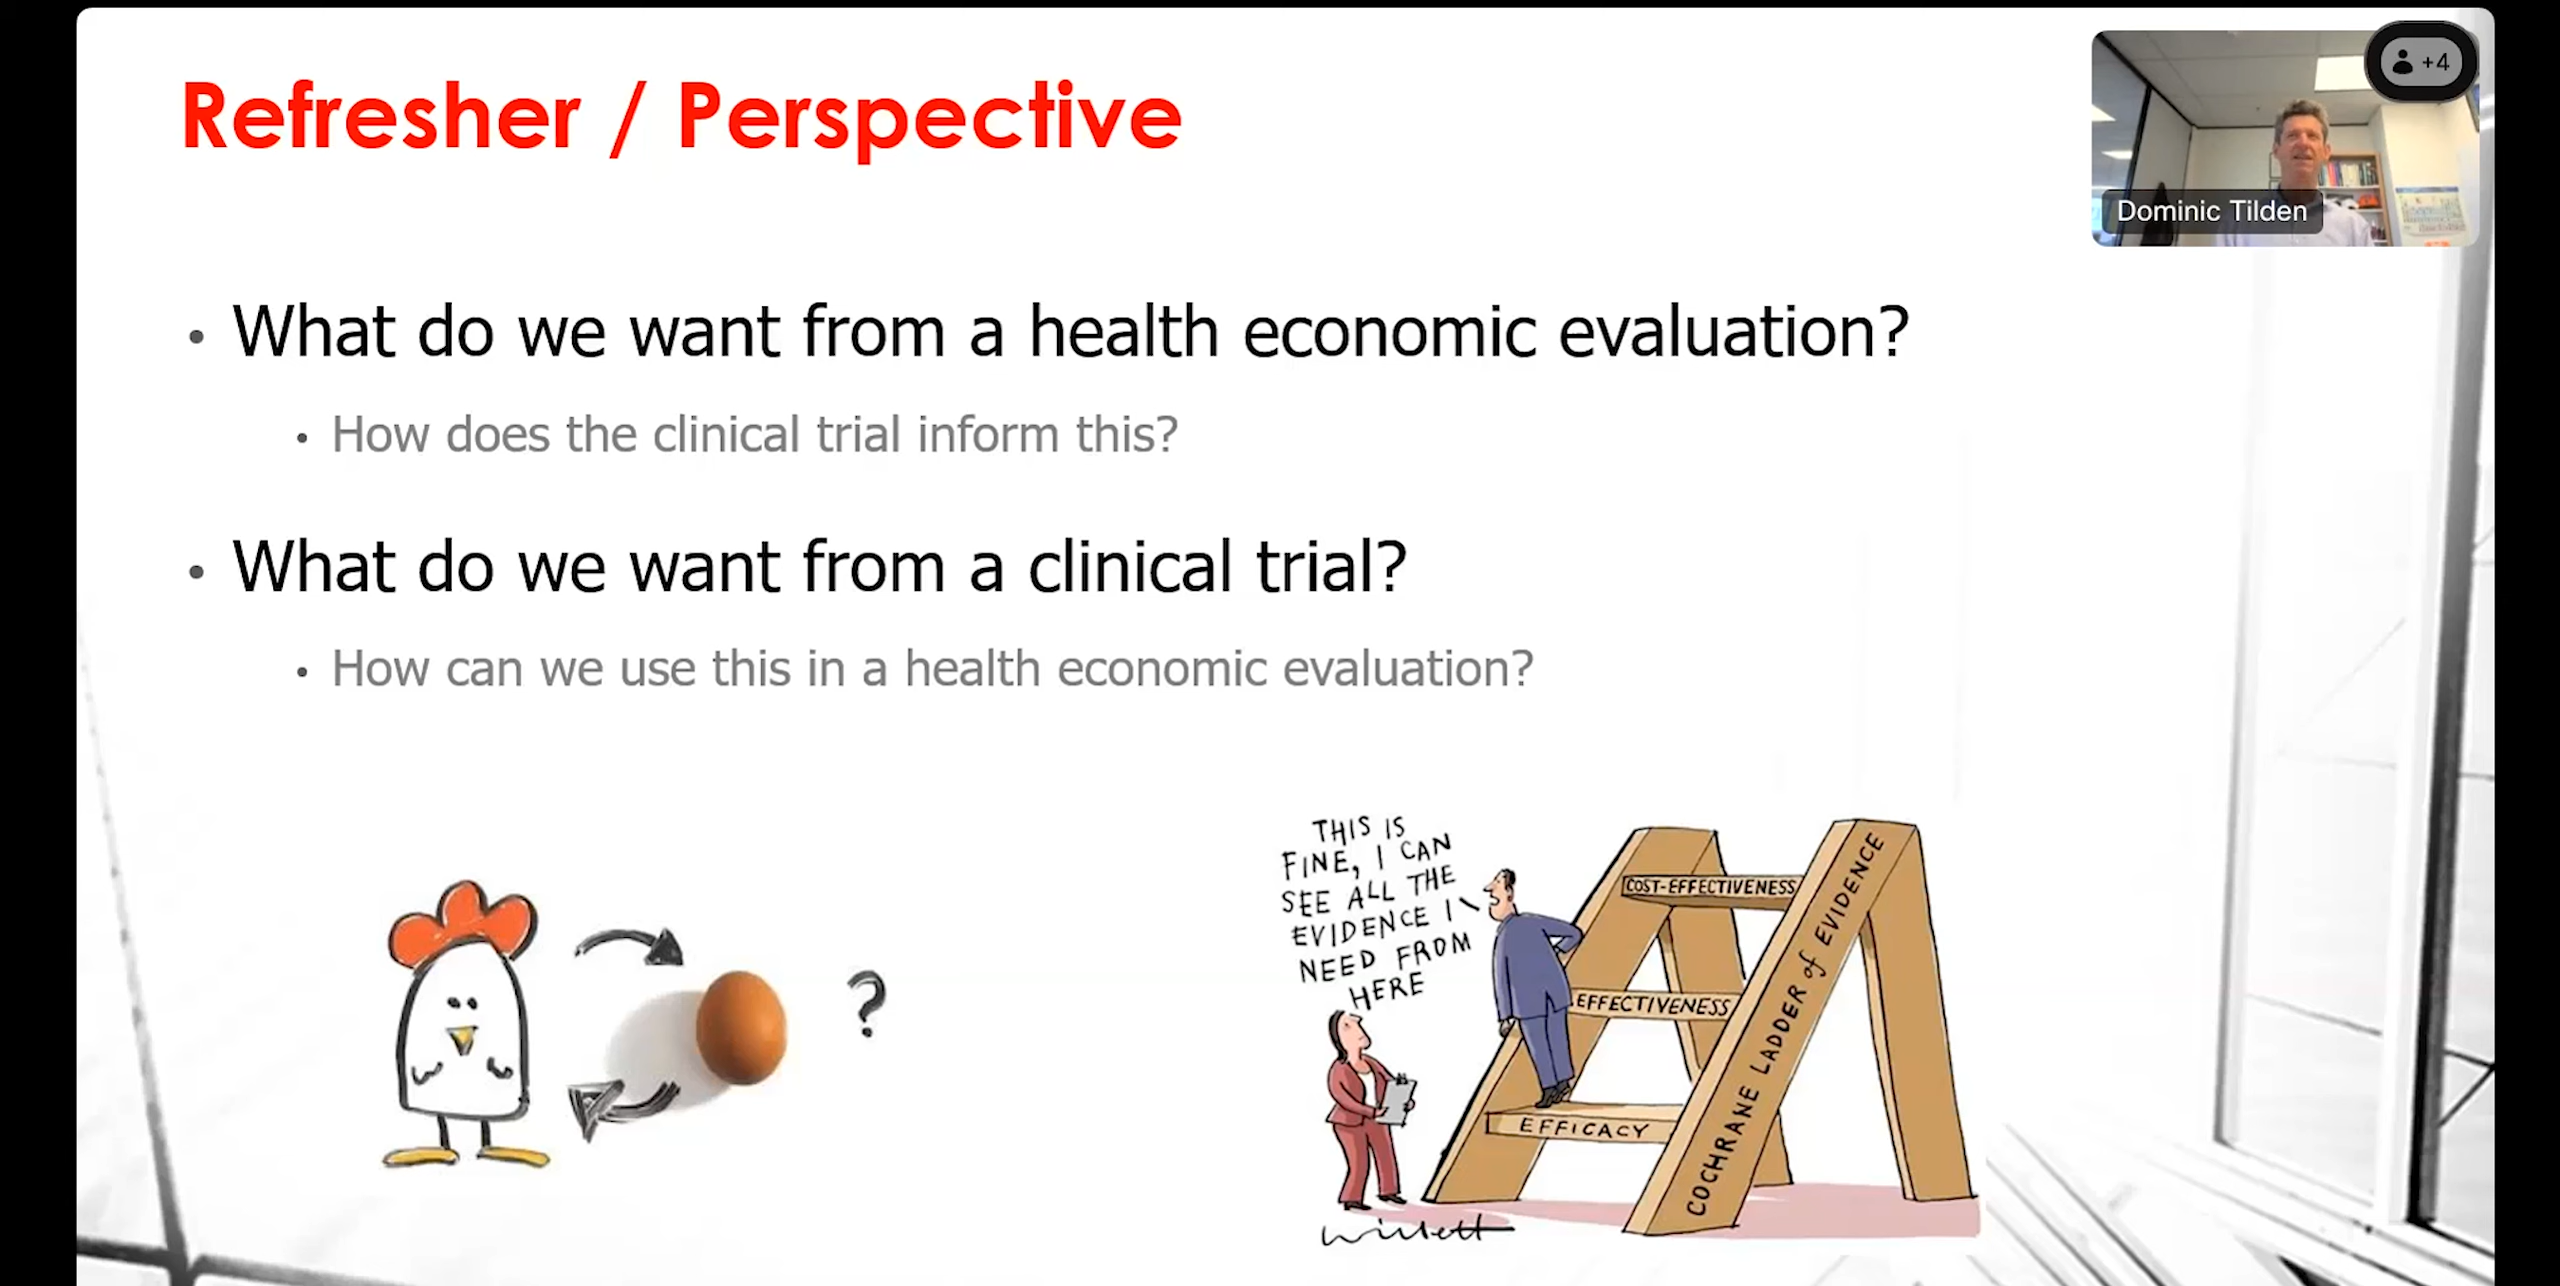 Refresher / Perspective
+4
Dominic Tilden
• What do we want from a health economic evaluation?
• How does the clinical trial inform this?
• What do we want from a clinical trial?
• How can we use this in a health economic evaluation?
?
THIS IS
FINE, I CAN
SEE ALL THE
EVIDENCE I
NEED FROM
HERE
COST-EFFECTIVENESS
EFFECTIVENESS
EFFICACY
COCHRANE LADDER of EVIDENCE